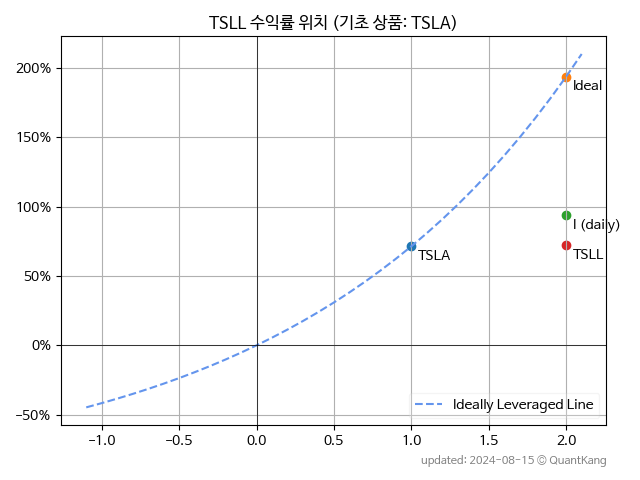 TSLL 수익률 위치 (기초 상품: TSLA)
200%
150%
100%
50%
0%
−50%
Ideal
I (daily)
TSLL
TSLA
Ideally Leveraged Line
−1.0
−0.5
0.0
0.5
1.0
1.5
2.0
updated: 2024-08-15 © QuantKang